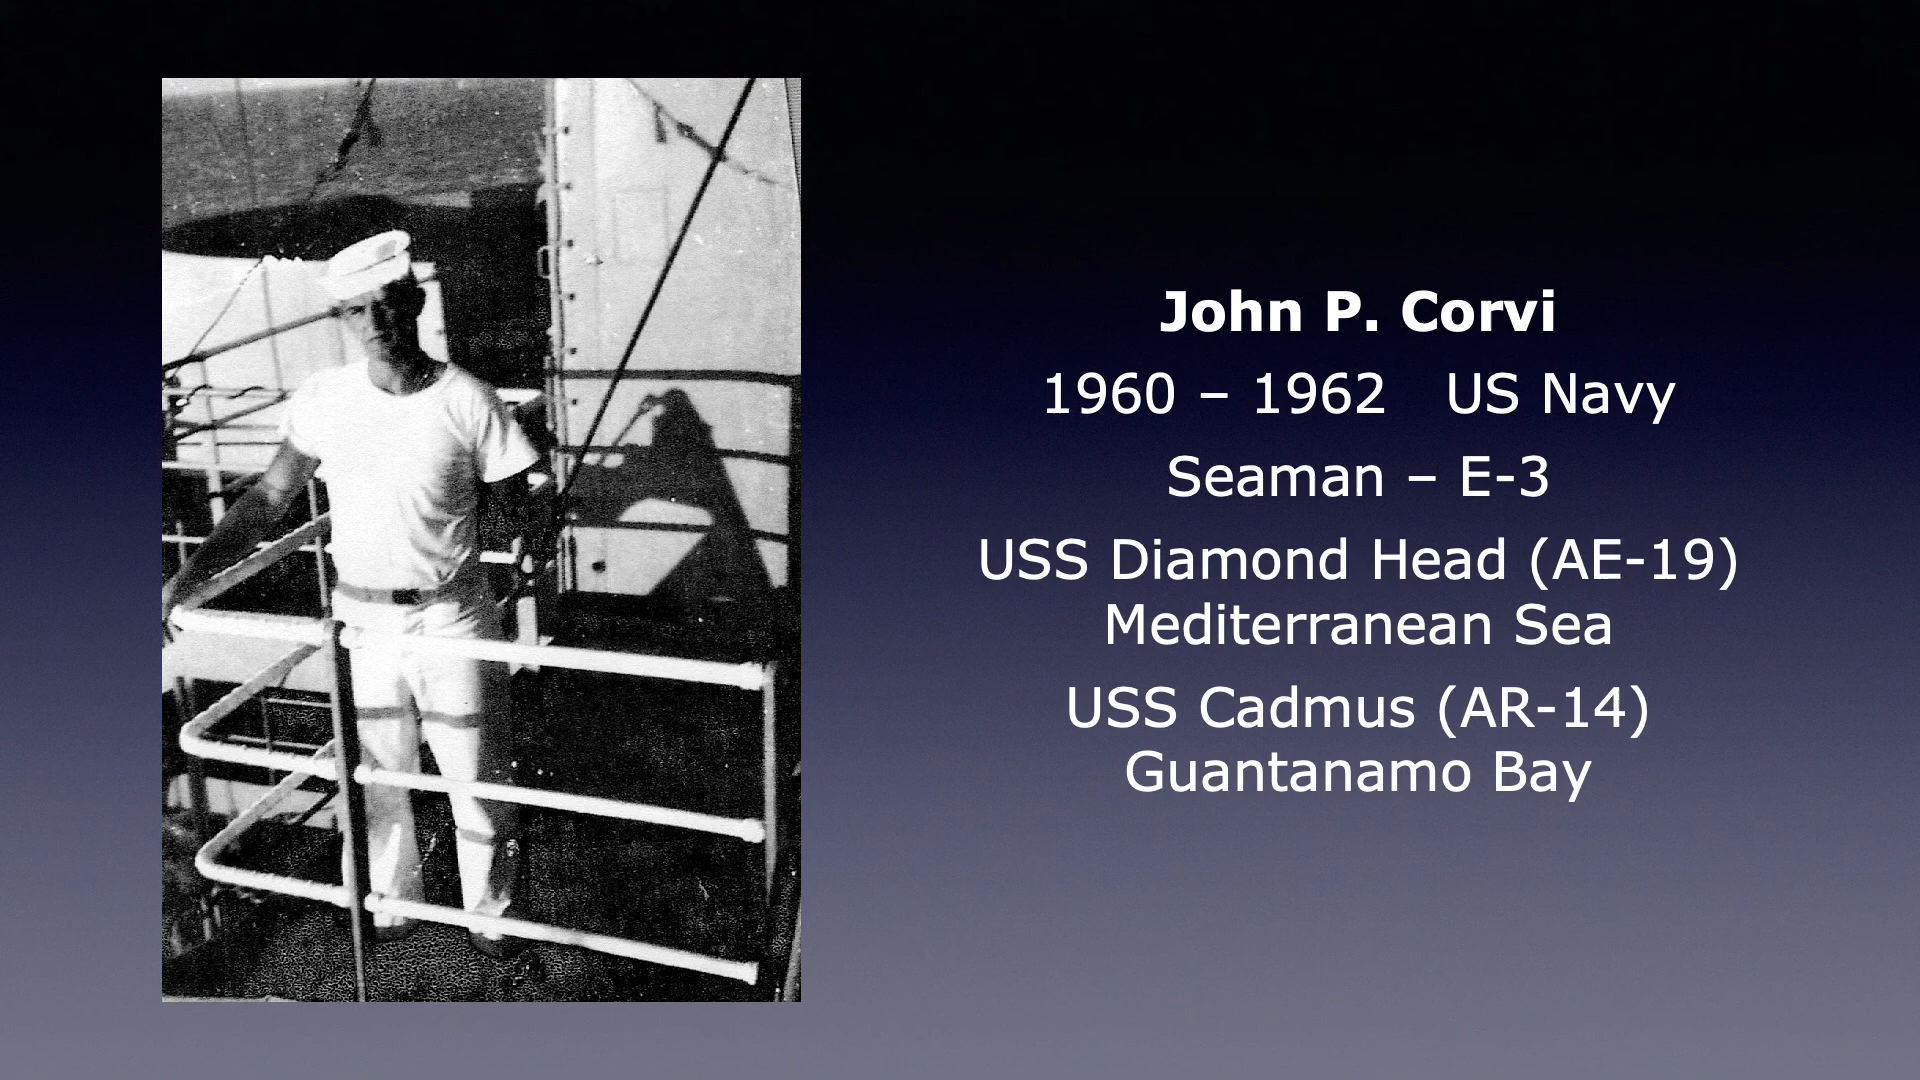 John P. Corvi
1960 – 1962   US Navy
Seaman – E-3
USS Diamond Head (AE-19)
Mediterranean Sea
USS Cadmus (AR-14)
Guantanamo Bay